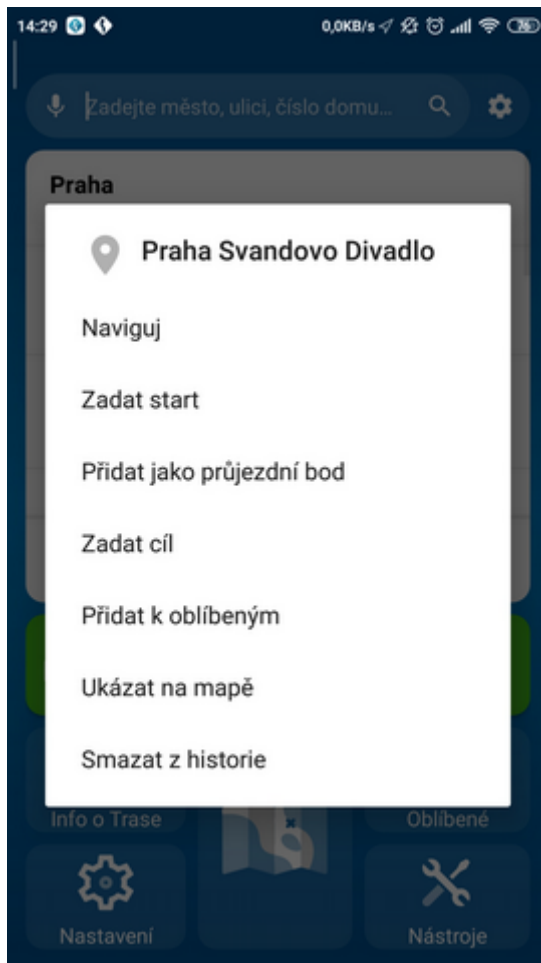 14:29 0,0KB/s 76
Zadejte město, ulici, číslo domu...
Praha
Praha Svandovo Divadlo
Naviguj
Zadat start
Přidat jako průjezdní bod
Zadat cíl
Přidat k oblíbeným
Ukázat na mapě
Smazat z historie
Info o Trase Oblíbené
Nastavení Nástroje